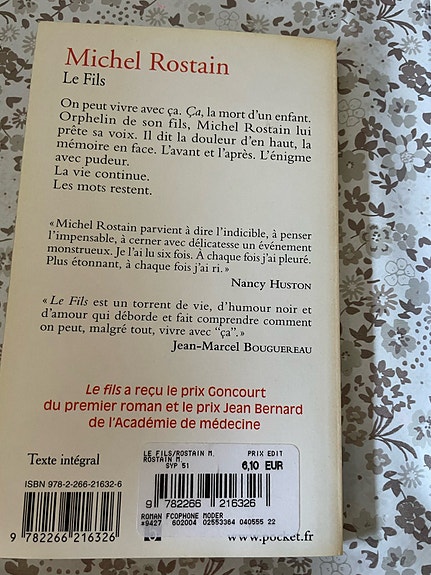 Michel Rostain
Le Fils
On peut vivre avec ça. Ça, la mort d'un enfant.
Orphelin de son fils, Michel Rostain lui
prête sa voix. Il dit la douleur d'en haut, la
mémoire en face. L'avant et l'après. L'énigme
avec pudeur.
La vie continue.
Les mots restent.
« Michel Rostain parvient à dire l'indicible, à penser
l'impensable, à cerner avec délicatesse un événement
monstrueux. Je l'ai lu six fois. À chaque fois j'ai pleuré.
Plus étonnant, à chaque fois j'ai ri. »
Nancy HUSTON
« Le Fils est un torrent de vie, d'humour noir et
d'amour qui déborde et fait comprendre comment
on peut, malgré tout, vivre avec “ça”. »
Jean-Marcel BOUGUEREAU
Le fils a reçu le prix Goncourt
du premier roman et le prix Jean Bernard
de l'Académie de médecine
Texte intégral
LE FILS/ROSTAIN M. PRIX EDIT
ROSTAIN M.
SYP 51 6,10 EUR
ISBN 978-2-266-21632-6
9 782266 216326
9 782266 216326
ROMAN FCOPHONE MODER
#9427 602004 02553364 040555 22
www.pocket.fr